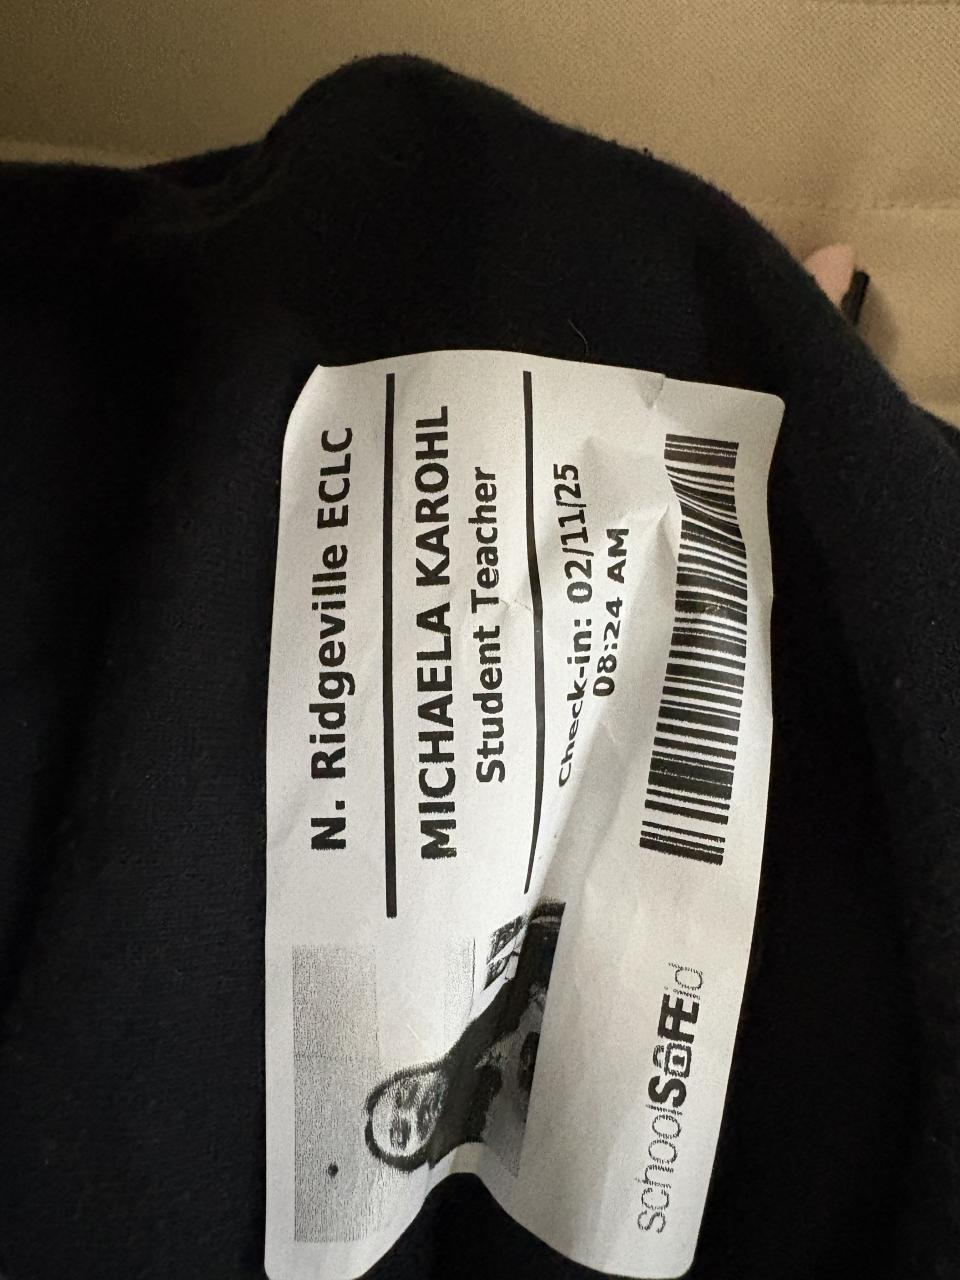 N. Ridgeville ECLC
MICHAELA KAROHL
Student Teacher
Check-in: 02/11/25
08:24 AM
schoolSAFEid